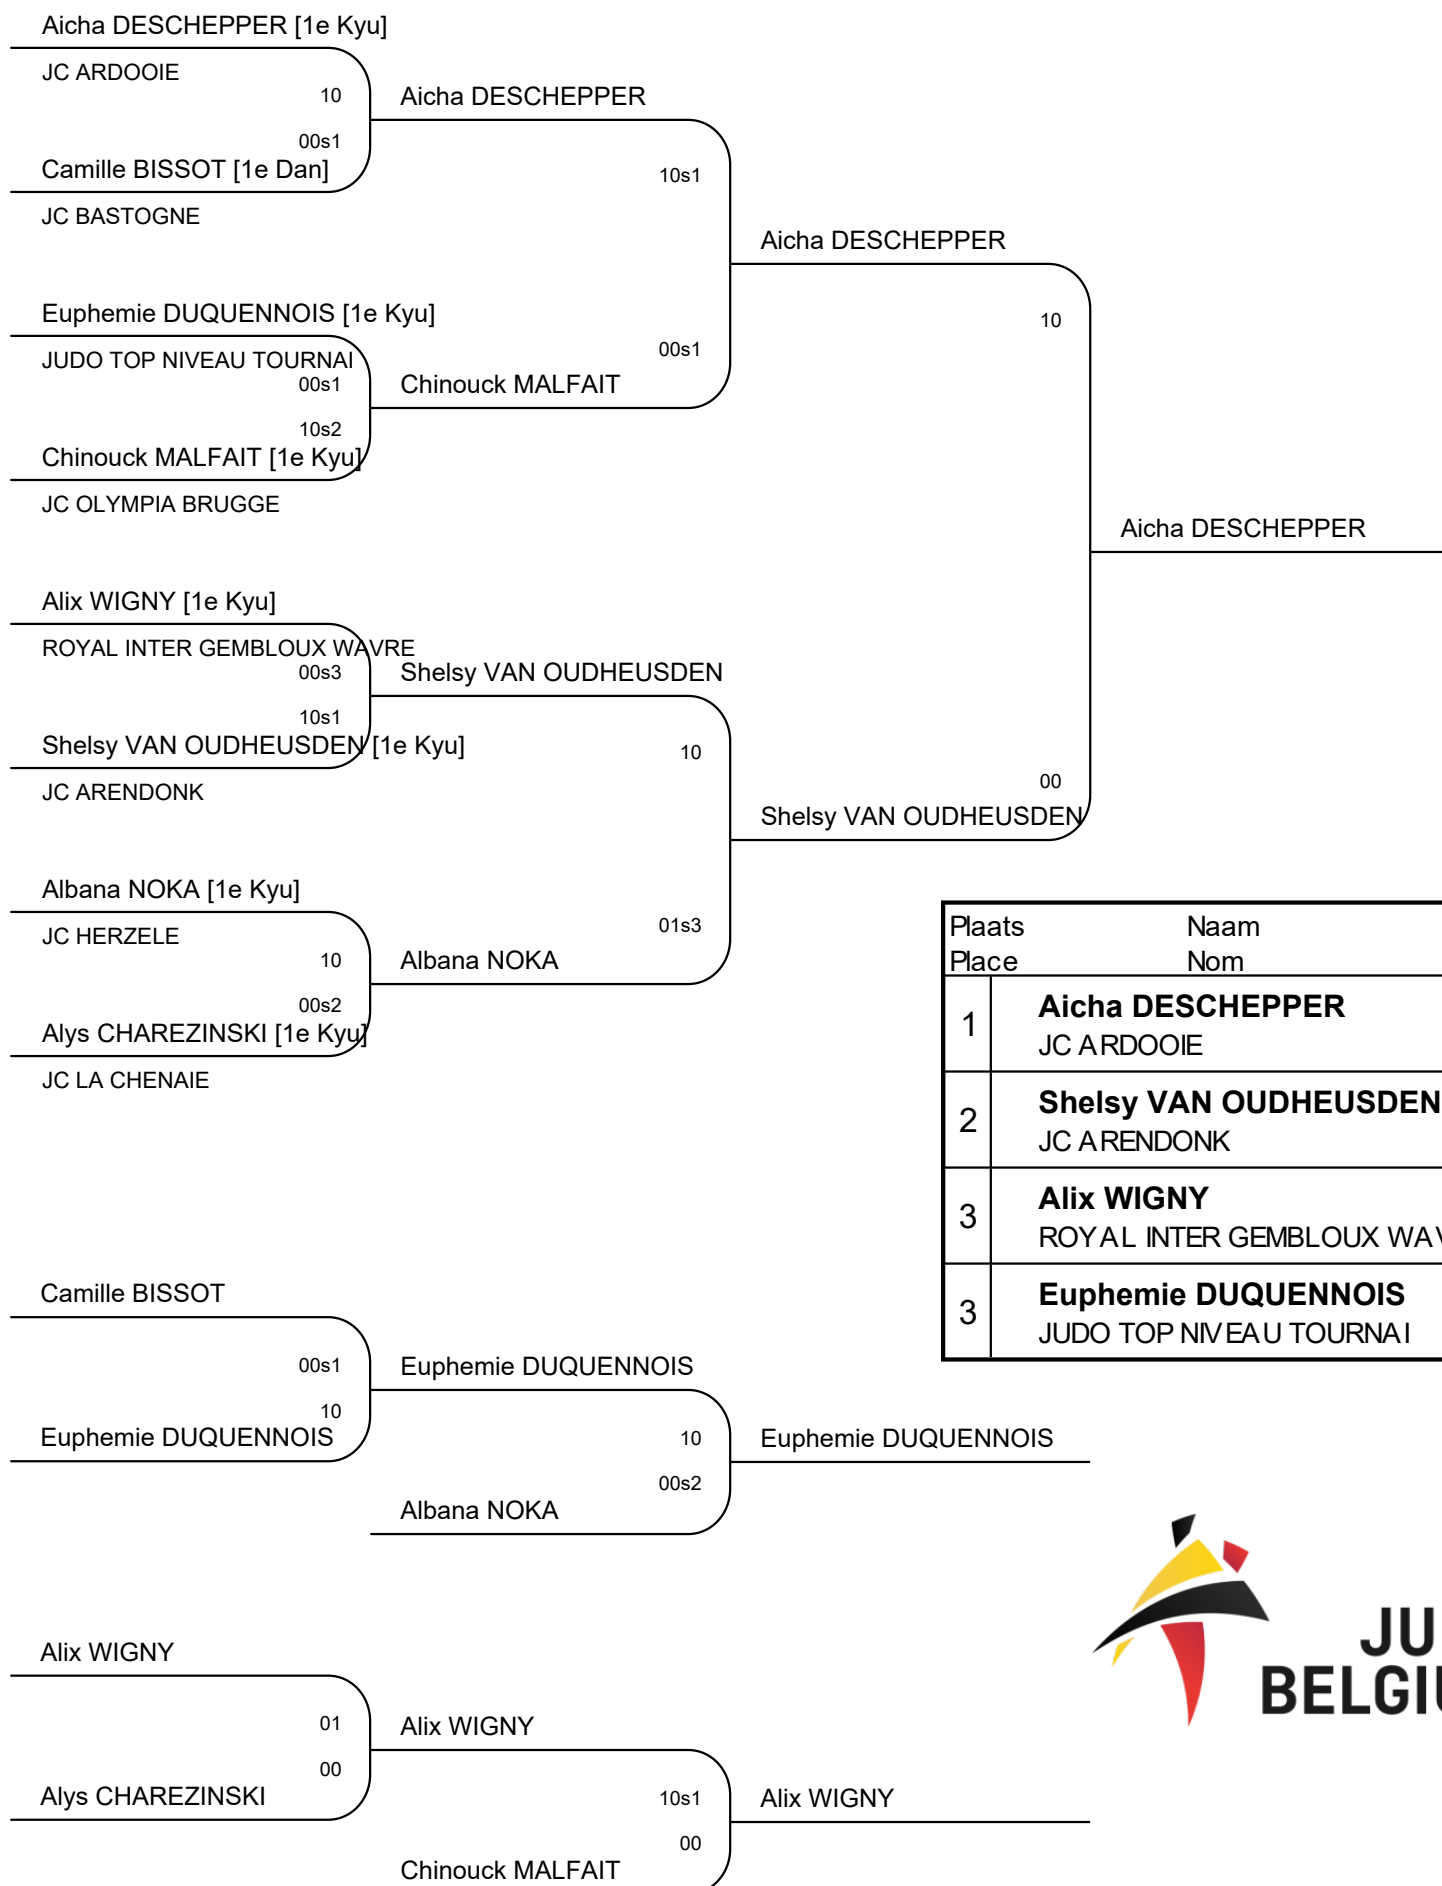 Aicha DESCHEPPER [1e Kyu]
JC ARDOOIE
10
Aicha DESCHEPPER
00s1
Camille BISSOT [1e Dan]
10s1
JC BASTOGNE
Aicha DESCHEPPER
Euphemie DUQUENNOIS [1e Kyu]
10
JUDO TOP NIVEAU TOURNAI
00s1
00s1
Chinouck MALFAIT
10s2
Chinouck MALFAIT [1e Kyu]
JC OLYMPIA BRUGGE
Aicha DESCHEPPER
Alix WIGNY [1e Kyu]
ROYAL INTER GEMBLOUX WAVRE
00s3
Shelsy VAN OUDHEUSDEN
10s1
Shelsy VAN OUDHEUSDEN [1e Kyu]
10
JC ARENDONK
00
Shelsy VAN OUDHEUSDEN
Albana NOKA [1e Kyu]
JC HERZELE
01s3
10
Albana NOKA
00s2
Alys CHAREZINSKI [1e Kyu]
JC LA CHENAIE
Plaats Naam
Place Nom
1 Aicha DESCHEPPER
JC ARDOOIE
2 Shelsy VAN OUDHEUSDEN
JC ARENDONK
3 Alix WIGNY
ROYAL INTER GEMBLOUX WAV
3 Euphemie DUQUENNOIS
JUDO TOP NIVEAU TOURNAI
Camille BISSOT
00s1
Euphemie DUQUENNOIS
10
Euphemie DUQUENNOIS
10
Euphemie DUQUENNOIS
00s2
Albana NOKA
Alix WIGNY
01
Alix WIGNY
00
Alys CHAREZINSKI
10s1
Alix WIGNY
00
Chinouck MALFAIT
JU
BELGIU